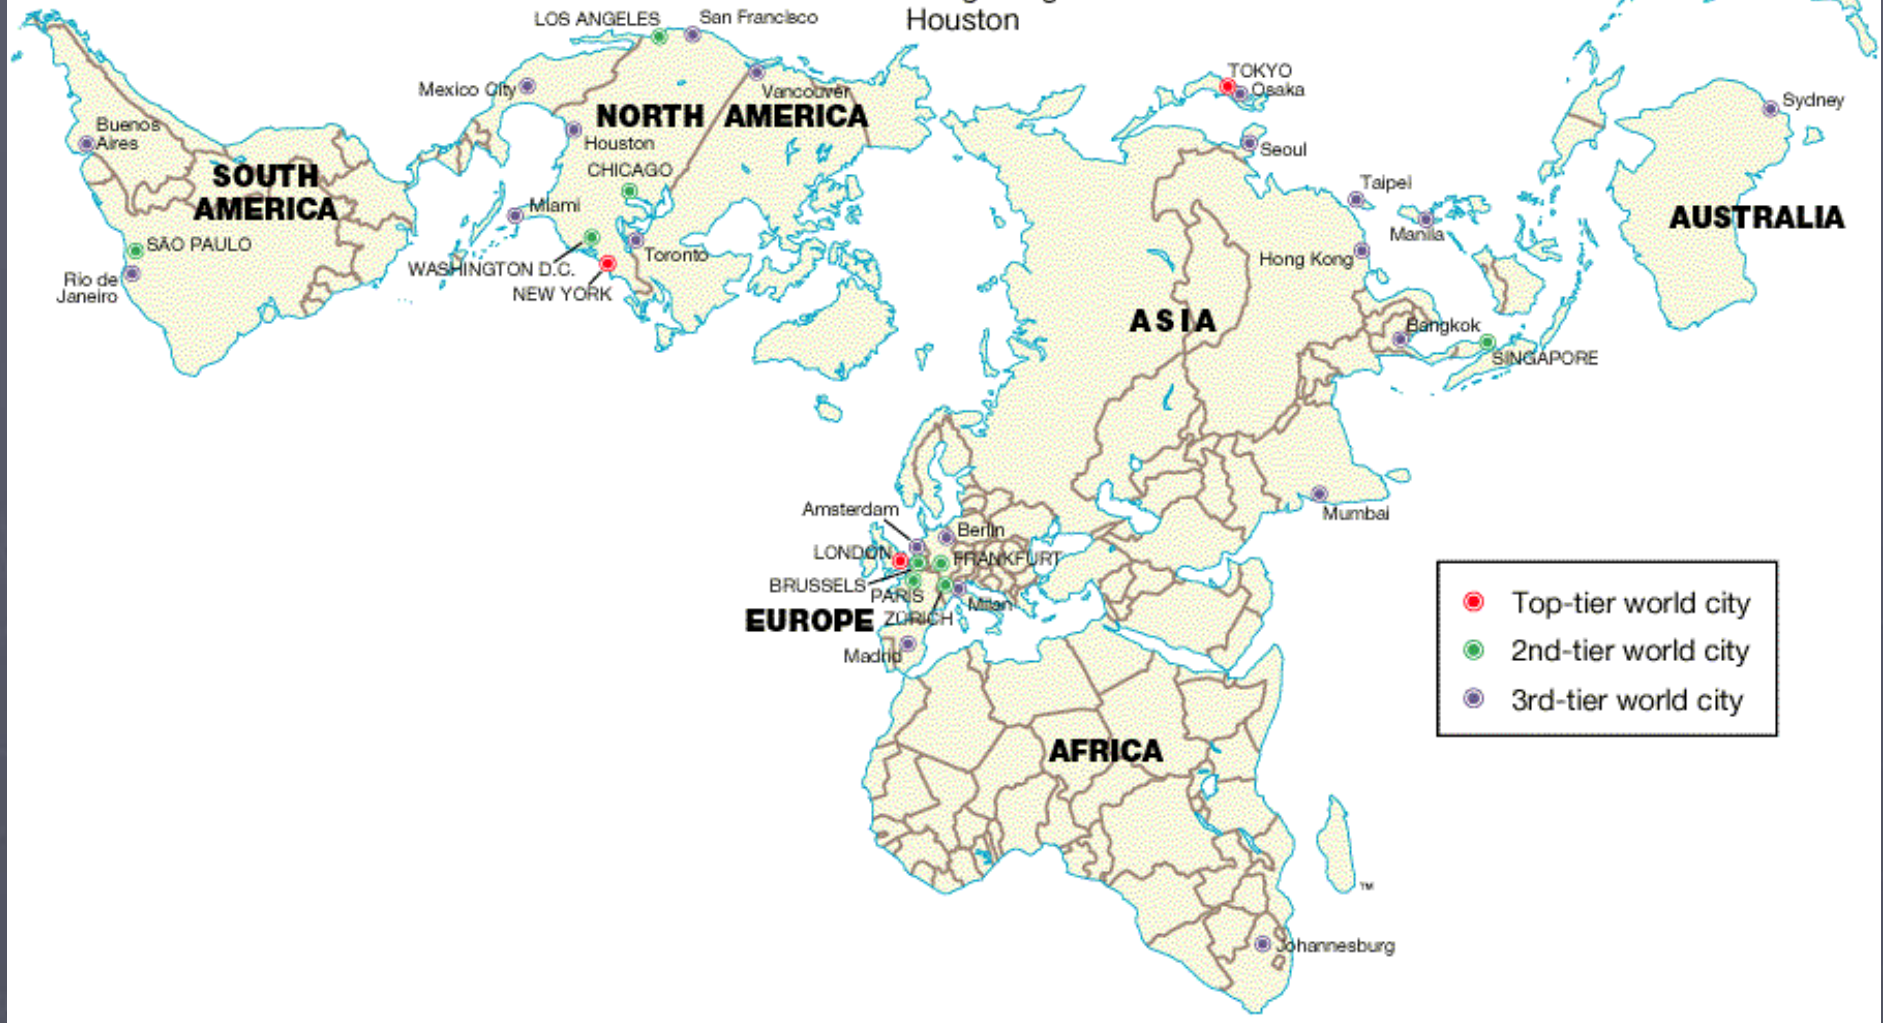 Houston
LOS ANGELES
San Francisco
TOKYO
Osaka
Mexico City
Vancouver
NORTH AMERICA
Sydney
Buenos
Aires
Houston
Seoul
CHICAGO
SOUTH
AMERICA
Taipei
Miami
AUSTRALIA
Manila
SÃO PAULO
Toronto
Hong Kong
WASHINGTON D.C.
Rio de
Janeiro
NEW YORK
ASIA
Bangkok
SINGAPORE
Amsterdam
Mumbai
Berlin
LONDON
FRANKFURT
BRUSSELS
PARIS
Milan
EUROPE
ZÜRICH
Madrid
Top-tier world city
2nd-tier world city
3rd-tier world city
AFRICA
TM
Johannesburg